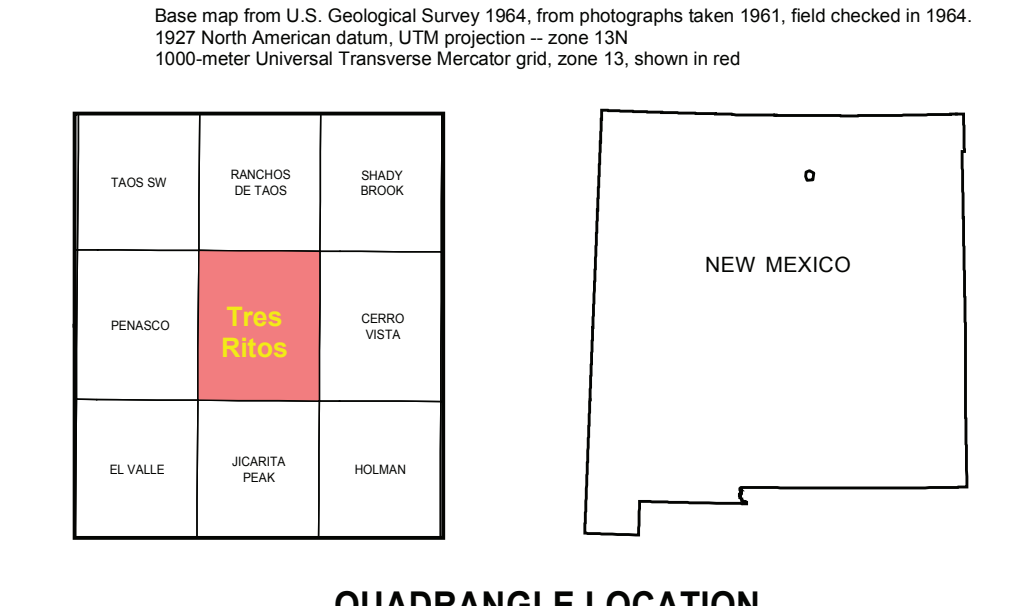 Base map from U.S. Geological Survey 1964, from photographs taken 1961, field checked in 1964.
1927 North American datum, UTM projection -- zone 13N
1000-meter Universal Transverse Mercator grid, zone 13, shown in red
TAOS SW
RANCHOS
DE TAOS
SHADY
BROOK
PENASCO
Tres
Ritos
CERRO
VISTA
EL VALLE
JICARITA
PEAK
HOLMAN
NEW MEXICO
QUADRANGLE LOCATION